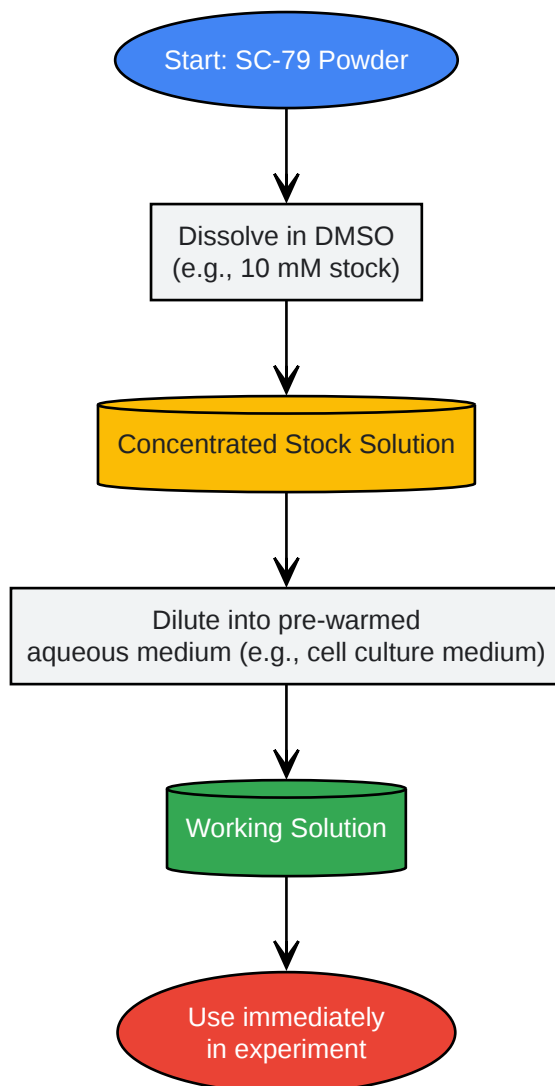 Start: SC-79 Powder
Dissolve in DMSO
(e.g., 10 mM stock)
Concentrated Stock Solution
Dilute into pre-warmed
aqueous medium (e.g., cell culture medium)
Working Solution
Use immediately
in experiment